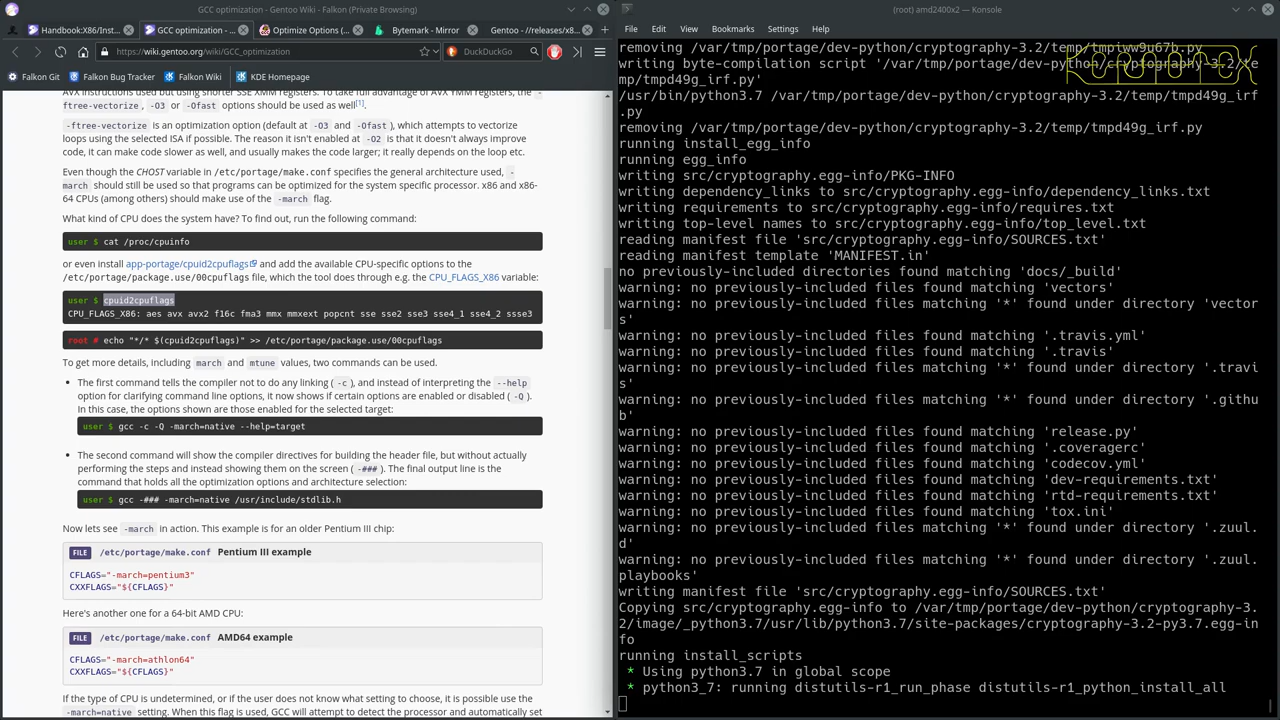 GCC optimization - Gentoo Wiki - Falkon (Private Browsing)
Handbook:X86/Inst...
GCC optimization - G...
Optimize Options (...
Bytemark - Mirror
Gentoo -- /releases/x8...
https://wiki.gentoo.org/wiki/GCC_optimization
DuckDuckGo
Falkon Git
Falkon Bug Tracker
Falkon Wiki
KDE Homepage
AVX instructions used but using shorter SSE XMM registers. To take full advantage of AVX YMM registers, the -
ftree-vectorize, -O3 or -Ofast options should be used as well[1].
-ftree-vectorize is an optimization option (default at -O3 and -Ofast), which attempts to vectorize
loops using the selected ISA if possible. The reason it isn't enabled at -O2 is that it doesn't always improve
code, it can make code slower as well, and usually makes the code larger; it really depends on the loop etc.
Even though the CHOST variable in /etc/portage/make.conf specifies the general architecture used, -
march should still be used so that programs can be optimized for the system specific processor. x86 and x86-
64 CPUs (among others) should make use of the -march flag.
What kind of CPU does the system have? To find out, run the following command:
user $ cat /proc/cpuinfo
or even install app-portage/cpuid2cpuflags and add the available CPU-specific options to the
/etc/portage/package.use/00cpuflags file, which the tool does through e.g. the CPU_FLAGS_X86 variable:
user $ cpuid2cpuflags
CPU_FLAGS_X86: aes avx avx2 f16c fma3 mmx mmxext popcnt sse sse2 sse3 sse4_1 sse4_2 ssse3
root # echo "*/* $(cpuid2cpuflags)" >> /etc/portage/package.use/00cpuflags
To get more details, including march and mtune values, two commands can be used.
• The first command tells the compiler not to do any linking (-c), and instead of interpreting the --help
option for clarifying command line options, it now shows if certain options are enabled or disabled (-Q).
In this case, the options shown are those enabled for the selected target:
user $ gcc -c -Q -march=native --help=target
• The second command will show the compiler directives for building the header file, but without actually
performing the steps and instead showing them on the screen (-###). The final output line is the
command that holds all the optimization options and architecture selection:
user $ gcc -### -march=native /usr/include/stdlib.h
Now lets see -march in action. This example is for an older Pentium III chip:
FILE /etc/portage/make.conf Pentium III example
CFLAGS="-march=pentium3"
CXXFLAGS="${CFLAGS}"
Here's another one for a 64-bit AMD CPU:
FILE /etc/portage/make.conf AMD64 example
CFLAGS="-march=athlon64"
CXXFLAGS="${CFLAGS}"
If the type of CPU is undetermined, or if the user does not know what setting to choose, it is possible use the
-march=native setting. When this flag is used, GCC will attempt to detect the processor and automatically set
(root) amd2400x2 — Konsole
File Edit View Bookmarks Settings Help
removing /var/tmp/portage/dev-python/cryptography-3.2/temp/tmpiww9u67b.py
writing byte-compilation script '/var/tmp/portage/dev-python/cryptography-3.2/te
mp/tmpd49g_irf.py'
/usr/bin/python3.7 /var/tmp/portage/dev-python/cryptography-3.2/temp/tmpd49g_irf
.py
removing /var/tmp/portage/dev-python/cryptography-3.2/temp/tmpd49g_irf.py
running install_egg_info
running egg_info
writing src/cryptography.egg-info/PKG-INFO
writing dependency_links to src/cryptography.egg-info/dependency_links.txt
writing requirements to src/cryptography.egg-info/requires.txt
writing top-level names to src/cryptography.egg-info/top_level.txt
reading manifest file 'src/cryptography.egg-info/SOURCES.txt'
reading manifest template 'MANIFEST.in'
no previously-included directories found matching 'docs/_build'
warning: no previously-included files found matching 'vectors'
warning: no previously-included files matching '*' found under directory 'vector
s'
warning: no previously-included files found matching '.travis.yml'
warning: no previously-included files found matching '.travis'
warning: no previously-included files matching '*' found under directory '.travi
s'
warning: no previously-included files matching '*' found under directory '.githu
b'
warning: no previously-included files found matching 'release.py'
warning: no previously-included files found matching '.coveragerc'
warning: no previously-included files found matching 'codecov.yml'
warning: no previously-included files found matching 'dev-requirements.txt'
warning: no previously-included files found matching 'rtd-requirements.txt'
warning: no previously-included files found matching 'tox.ini'
warning: no previously-included files matching '*' found under directory '.zuul.
d'
warning: no previously-included files matching '*' found under directory '.zuul.
playbooks'
writing manifest file 'src/cryptography.egg-info/SOURCES.txt'
Copying src/cryptography.egg-info to /var/tmp/portage/dev-python/cryptography-3.
2/image/_python3.7/usr/lib/python3.7/site-packages/cryptography-3.2-py3.7.egg-in
fo
running install_scripts
* Using python3.7 in global scope
* python3_7: running distutils-r1_run_phase distutils-r1_python_install_all